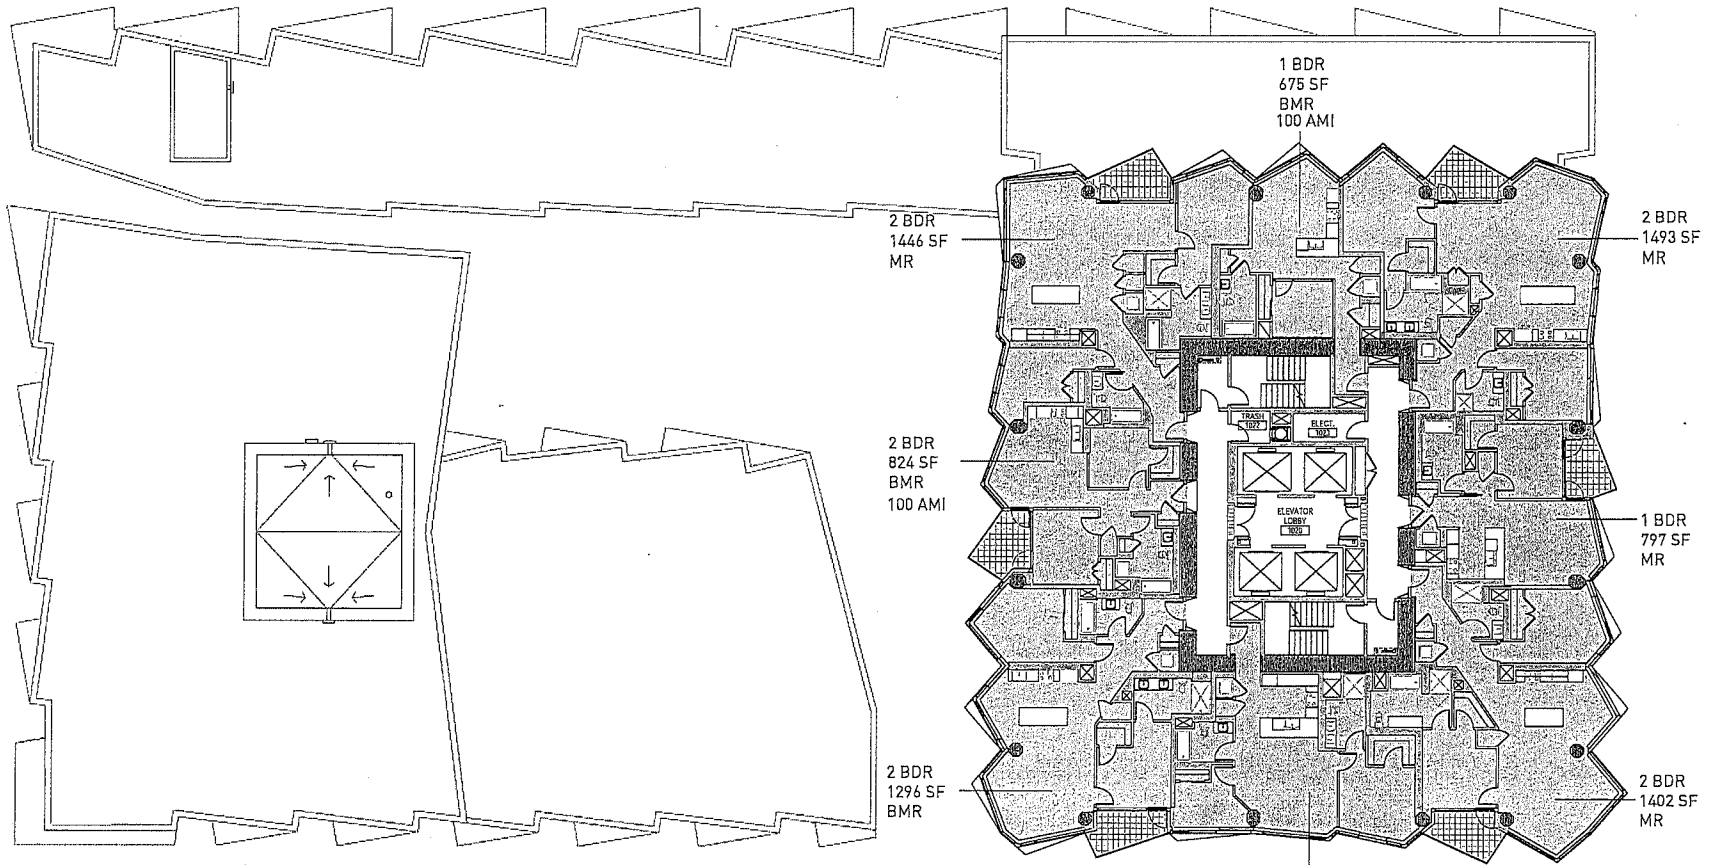 1 BDR
675 SF
BMR
100 AMI
2 BDR
1446 SF
MR
2 BDR
1493 SF
MR
TRASH
1022
ELECT.
1021
2 BDR
824 SF
BMR
100 AMI
ELEVATOR
LOBBY
1020
1 BDR
797 SF
MR
2 BDR
1296 SF
BMR
2 BDR
1402 SF
MR